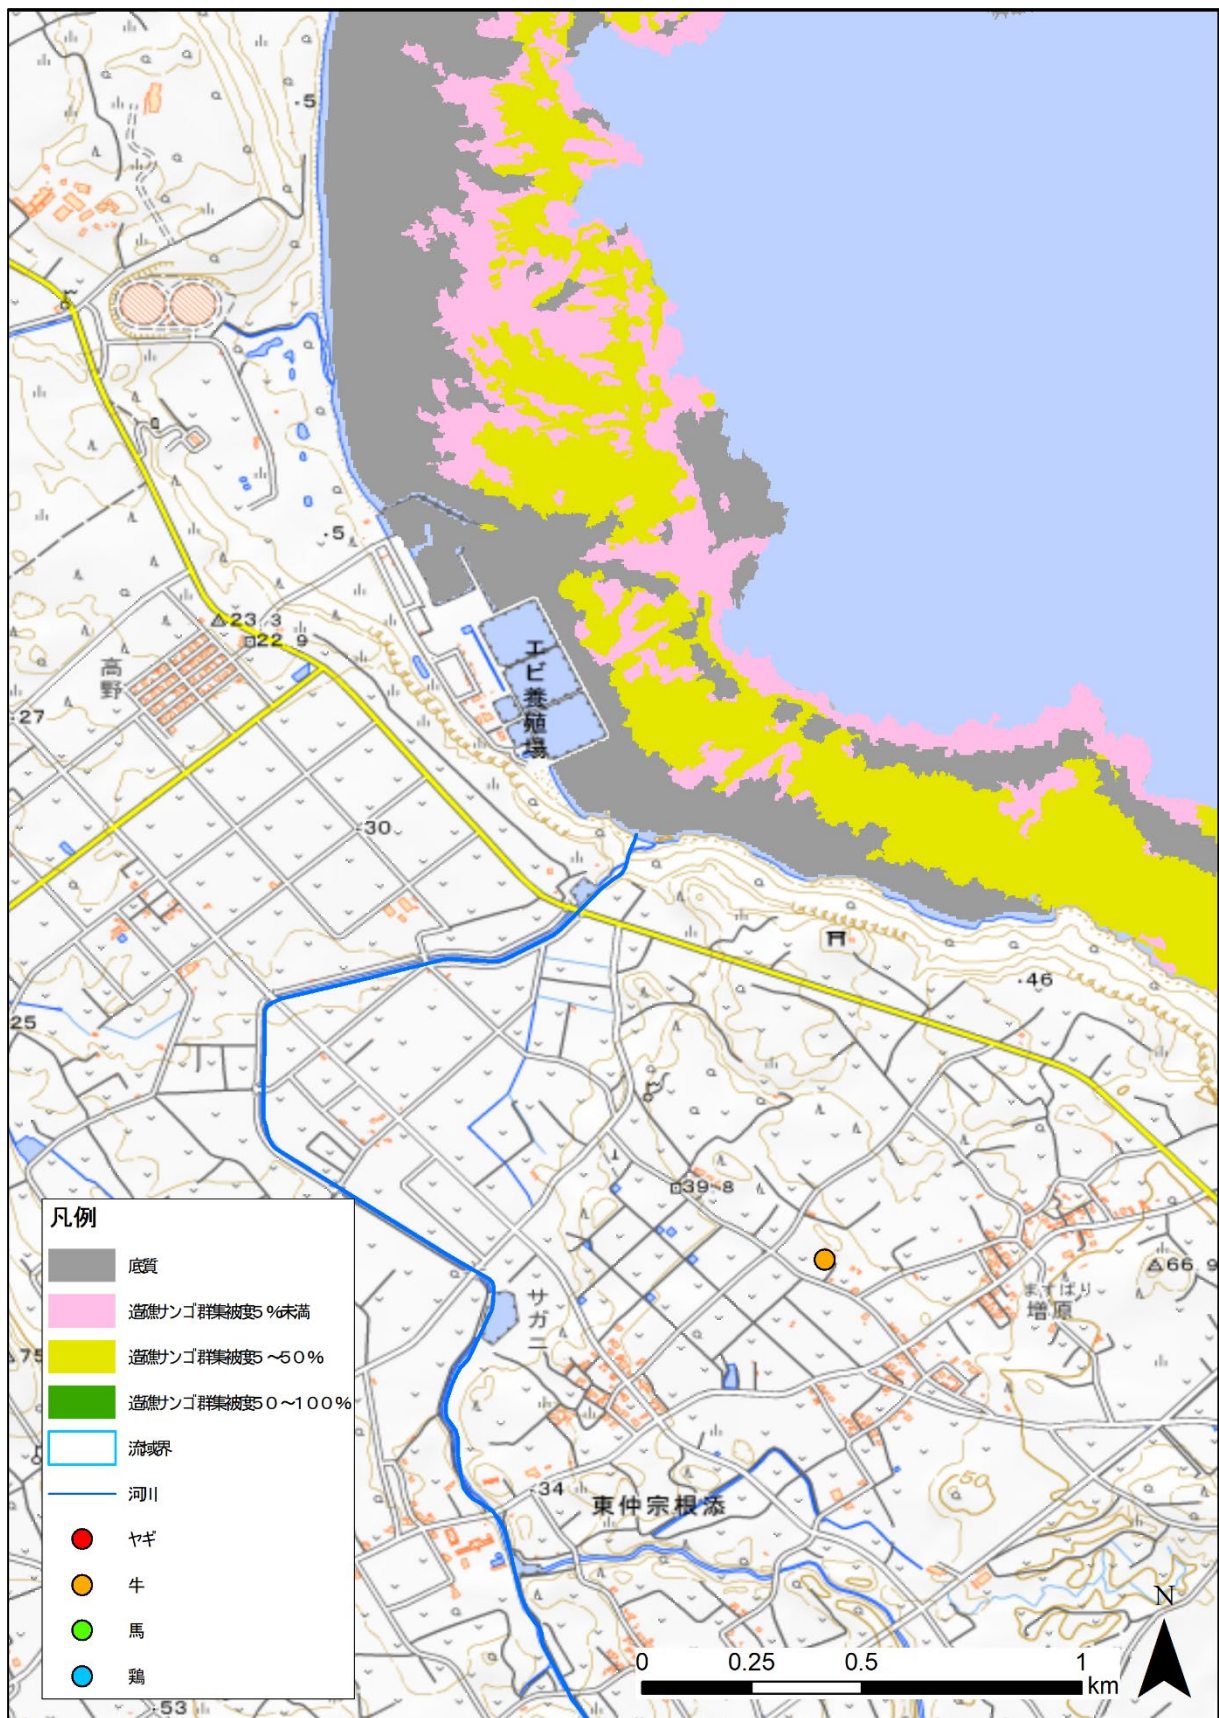 5
5
23.3
22.9
高野
エビ養殖場
27
30
46
25
39.8
66.9
ますばり
増原
サガニ
75
50
34
東仲宗根添
53
凡例
底質
造礁サンゴ群集被度5%未満
造礁サンゴ群集被度5~50%
造礁サンゴ群集被度50~100%
流域界
河川
ヤギ
牛
馬
鶏
N
0 0.25 0.5 1
km